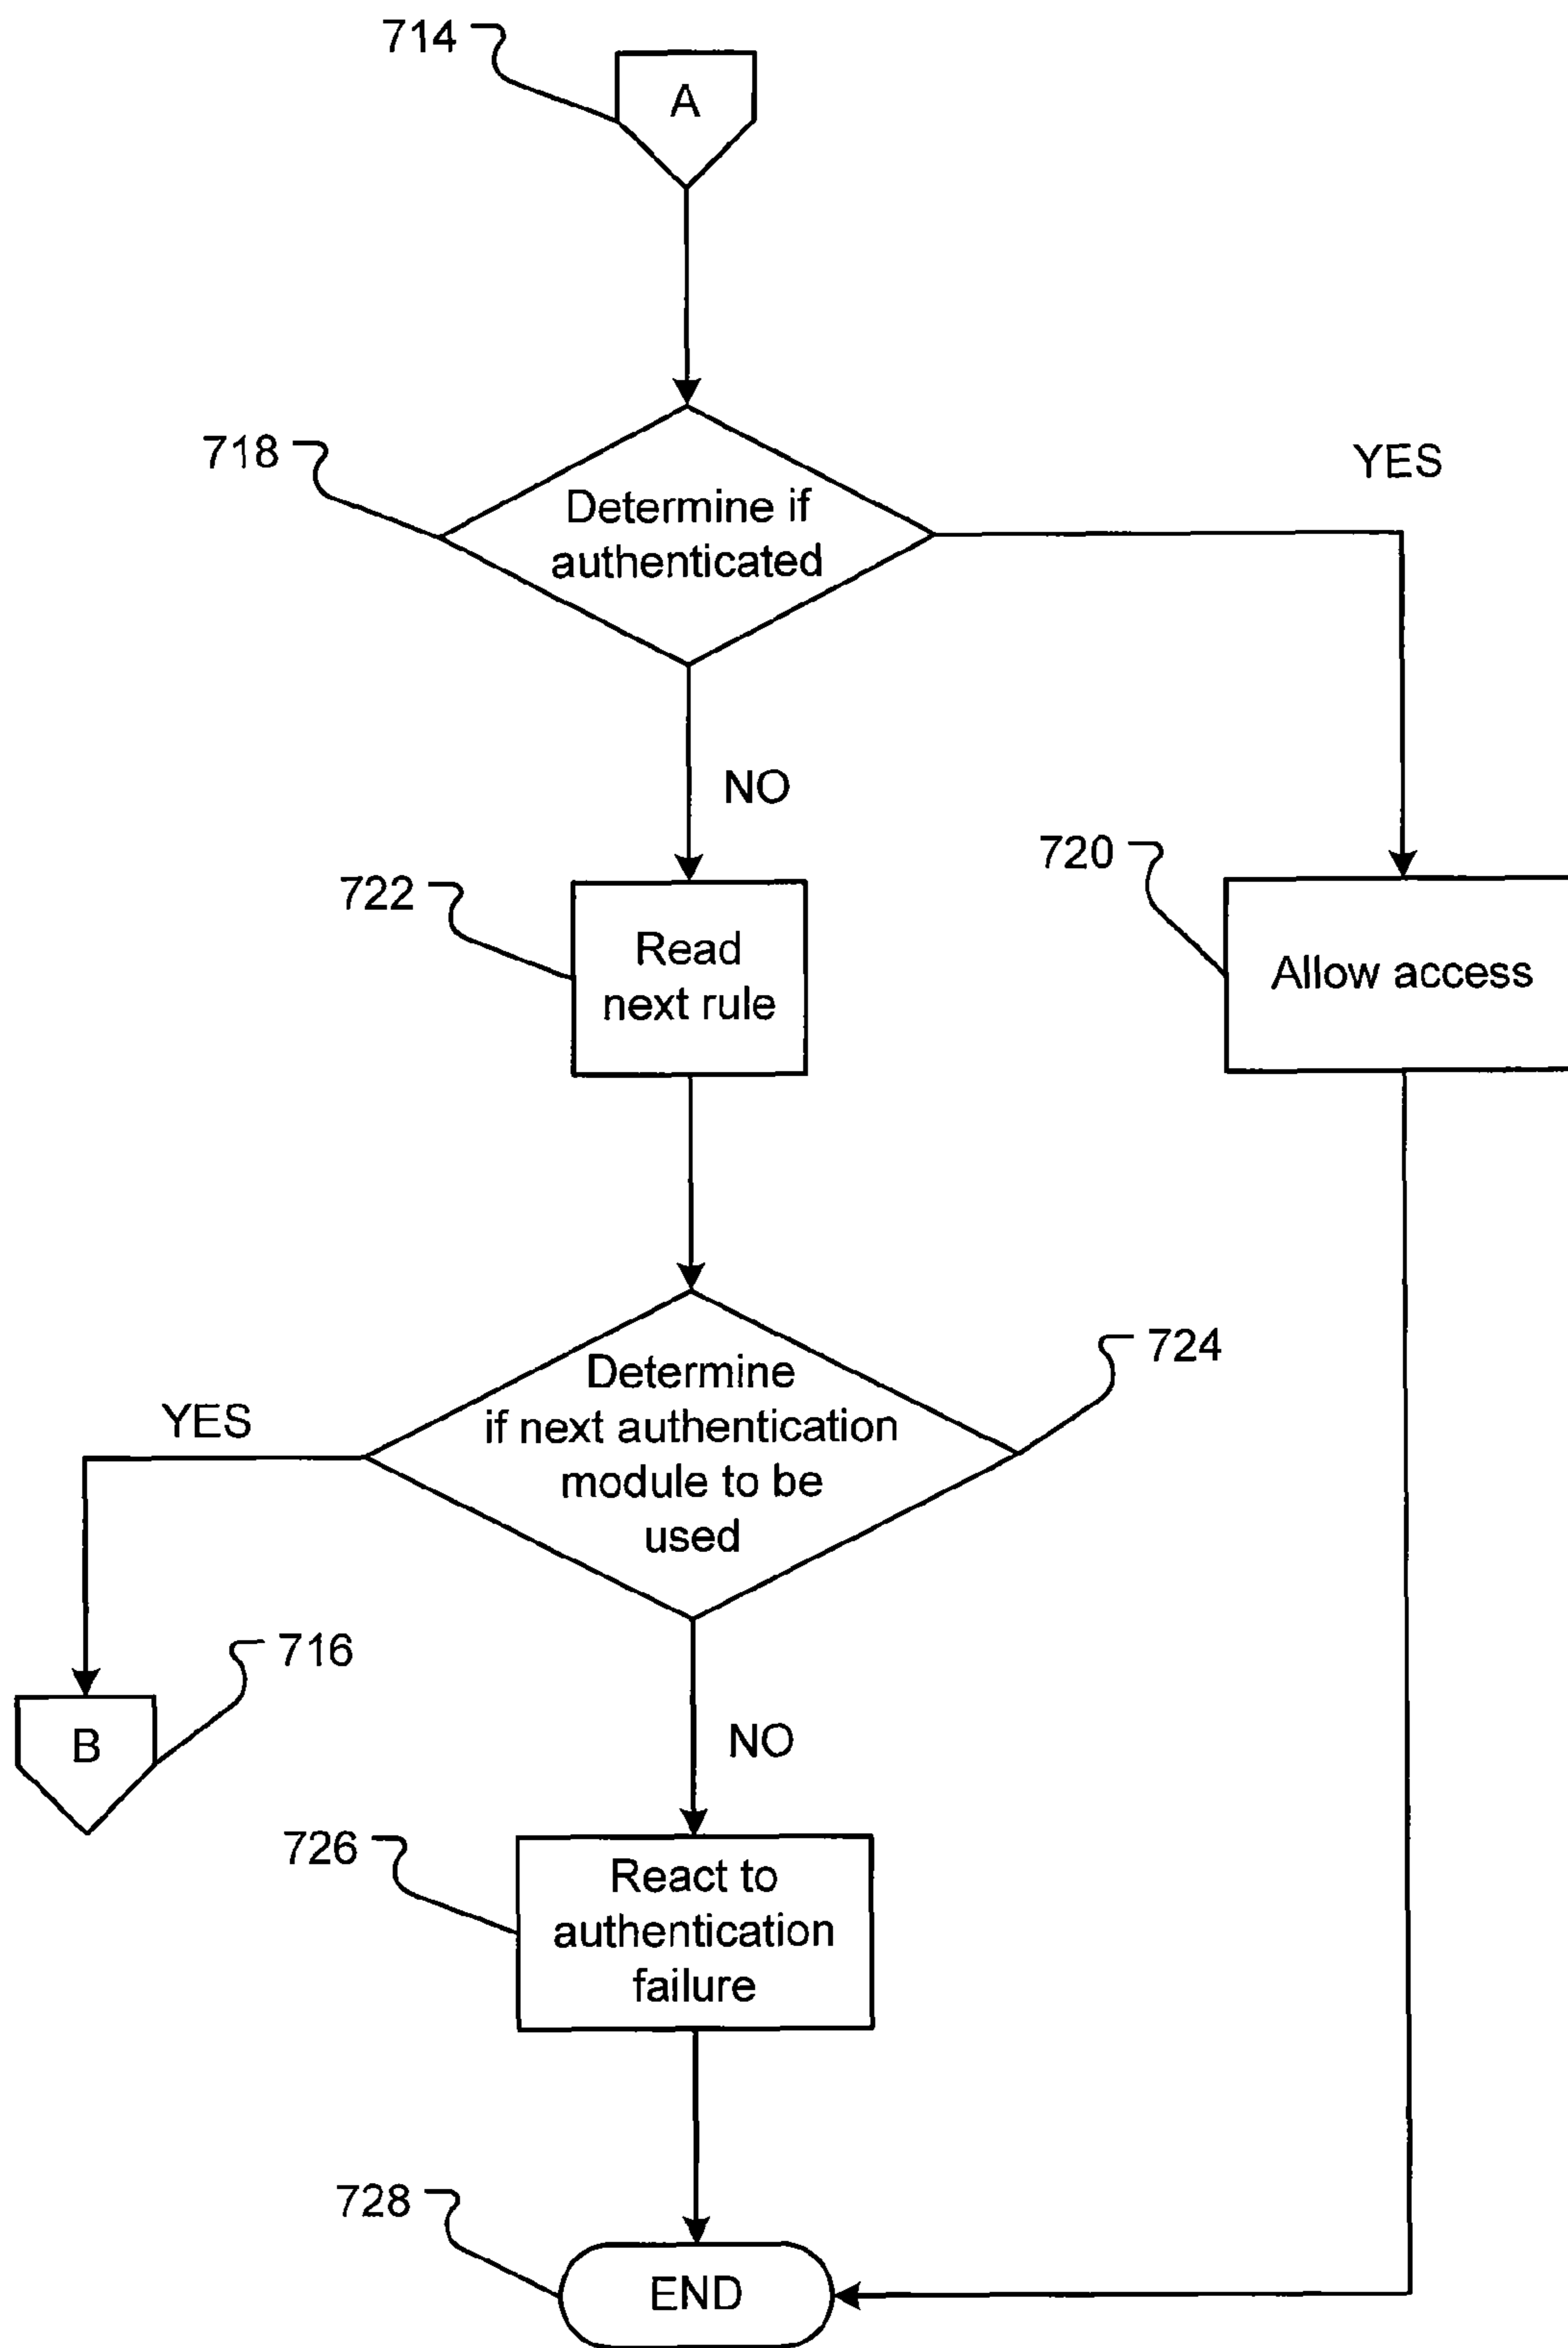 714
A
718
Determine if
authenticated
YES
NO
722
Read
next rule
720
Allow access
724
Determine
if next authentication
module to be
used
YES
716
B
NO
726
React to
authentication
failure
728
END